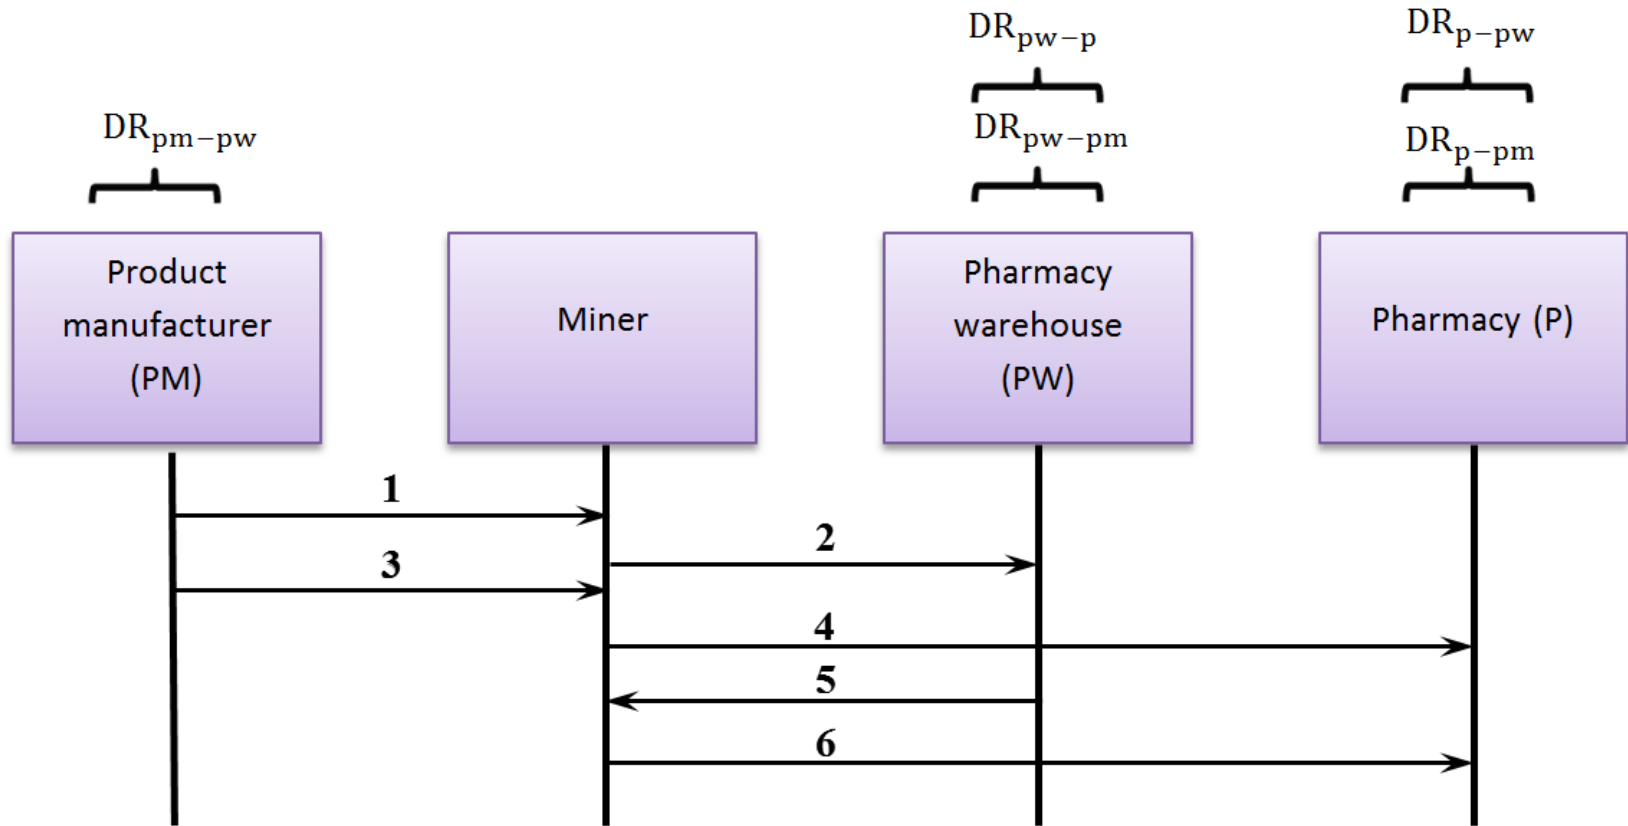 DRpw−p
DRp−pw
DRpm−pw
DRpw−pm
DRp−pm
Product
manufacturer
(PM)
Miner
Pharmacy
warehouse
(PW)
Pharmacy (P)
1
2
3
4
5
6